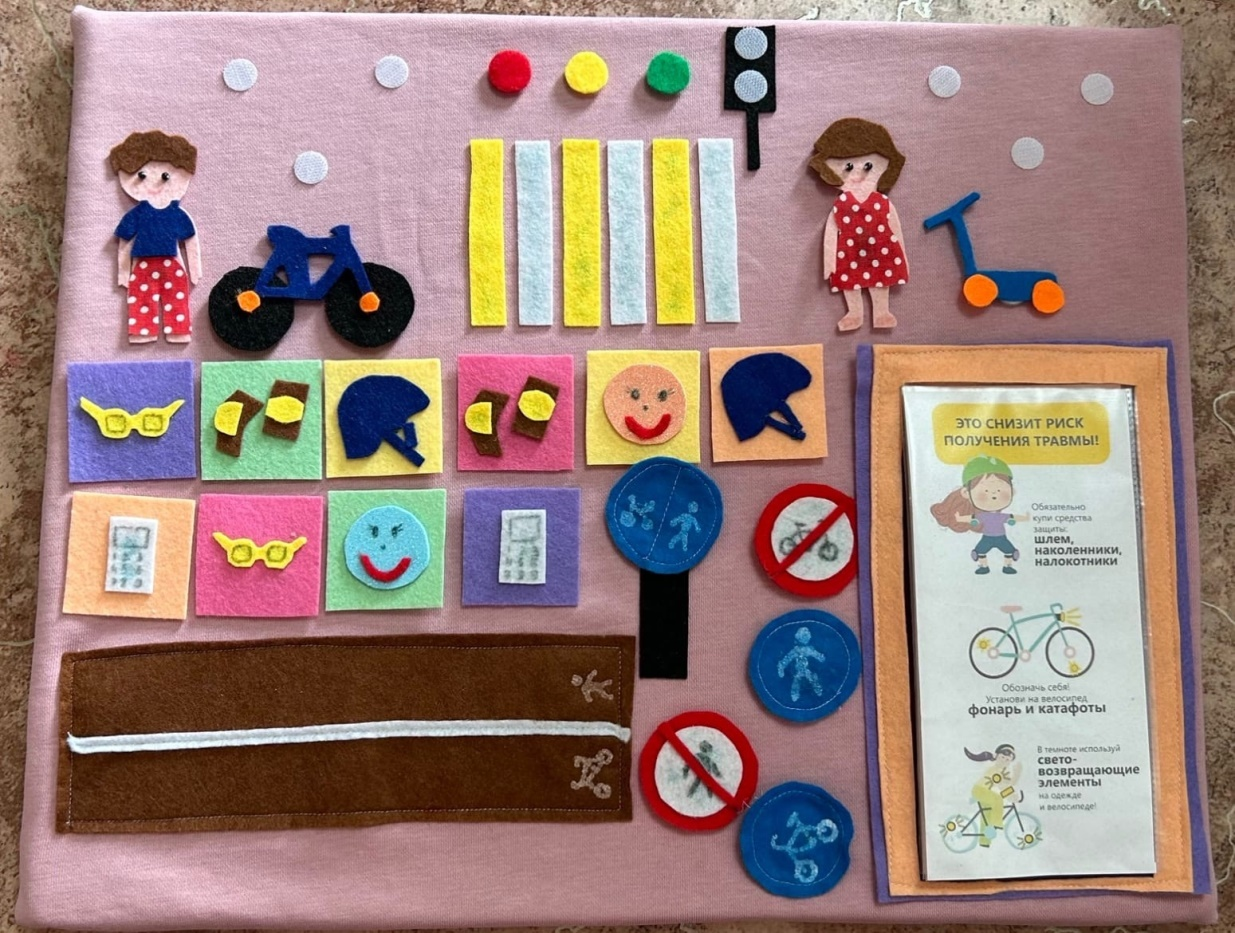 ЭТО СНИЗИТ РИСК
ПОЛУЧЕНИЯ ТРАВМЫ!
Обязательно
купи средства
защиты:
шлем,
наколенники,
налокотники
Обозначь себя!
Установи на велосипед
фонарь и катафоты
В темноте используй
свето-
возвращающие
элементы
на одежде
и велосипеде!